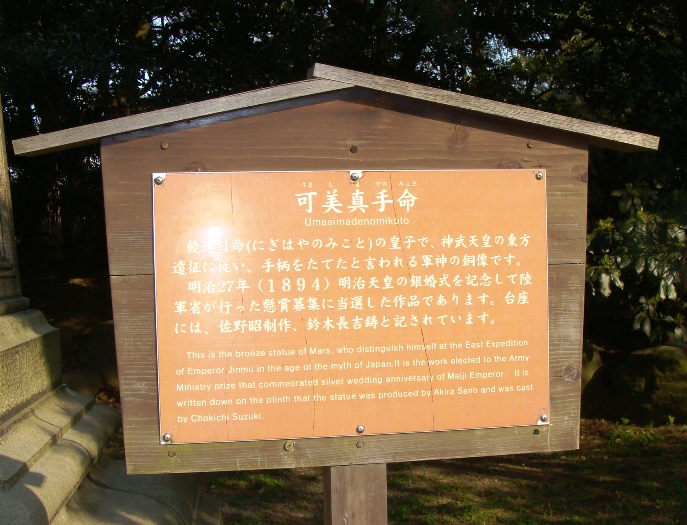 うましまでのみこと
可美真手命
Umasimadenomikoto
命(にぎはやのみこと)の皇子で、神武天皇の東方
遠征に従い、手柄をたてたと言われる軍神の銅像です。
明治27年（1894）明治天皇の銀婚式を記念して陸
軍省が行った懸賞募集に当選した作品であります。台座
には、佐野昭制作、鈴木長吉鋳と記されています。
This is the bronze statue of Mars, who distinguish himself at the East Expedition
of Emperor Jinmu in the age of the myth of Japan.It is the work elected to the Army
Ministry prize that commeorated silver wedding anniversary of Meiji Emperor. It is
written down on the plinth that the statue was produced by Akira Sano and was cast
by Chokichi Suzuki.